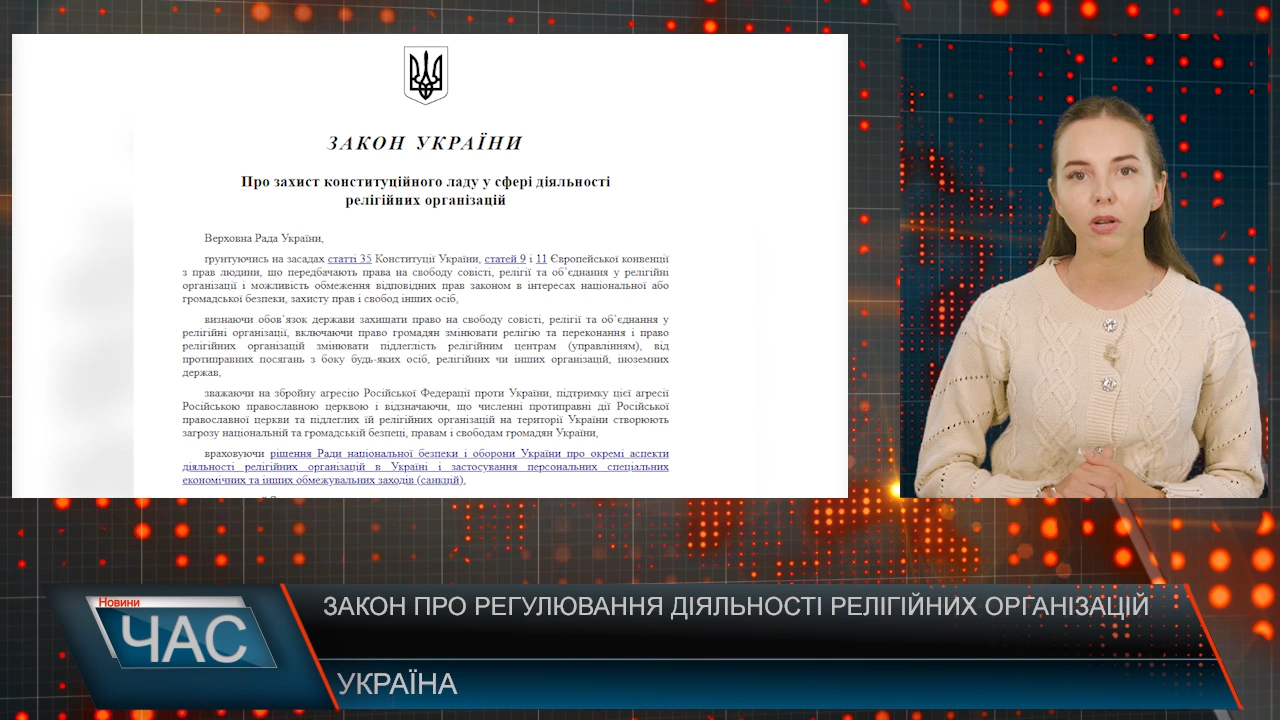 ЗАКОН УКРАЇНИ
Про захист конституційного ладу у сфері діяльності
релігійних організацій
Верховна Рада України,
ґрунтуючись на засадах статті 35 Конституції України, статей 9 і 11 Європейської конвенції
з прав людини, що передбачають права на свободу совісті, релігії та об’єднання у релігійні
організації і можливість обмеження відповідних прав законом в інтересах національної або
громадської безпеки, захисту прав і свобод інших осіб,
визнаючи обов’язок держави захищати право на свободу совісті, релігії та об’єднання у
релігійні організації, включаючи право громадян змінювати релігію та переконання і право
релігійних організацій змінювати підлеглість релігійним центрам (управлінням), від
протиправних посягань з боку будь-яких осіб, релігійних чи інших організацій, іноземних
держав,
зважаючи на збройну агресію Російської Федерації проти України, підтримку цієї агресії
Російською православною церквою і відзначаючи, що численні протиправні дії Російської
православної церкви та підлеглих їй релігійних організацій на території України створюють
загрозу національній та громадській безпеці, правам і свободам громадян України,
враховуючи рішення Ради національної безпеки і оборони України про окремі аспекти
діяльності релігійних організацій в Україні і застосування персональних спеціальних
економічних та інших обмежувальних заходів (санкцій),
Новини
ЧАС
ЗАКОН ПРО РЕГУЛЮВАННЯ ДІЯЛЬНОСТІ РЕЛІГІЙНИХ ОРГАНІЗАЦІЙ
УКРАЇНА